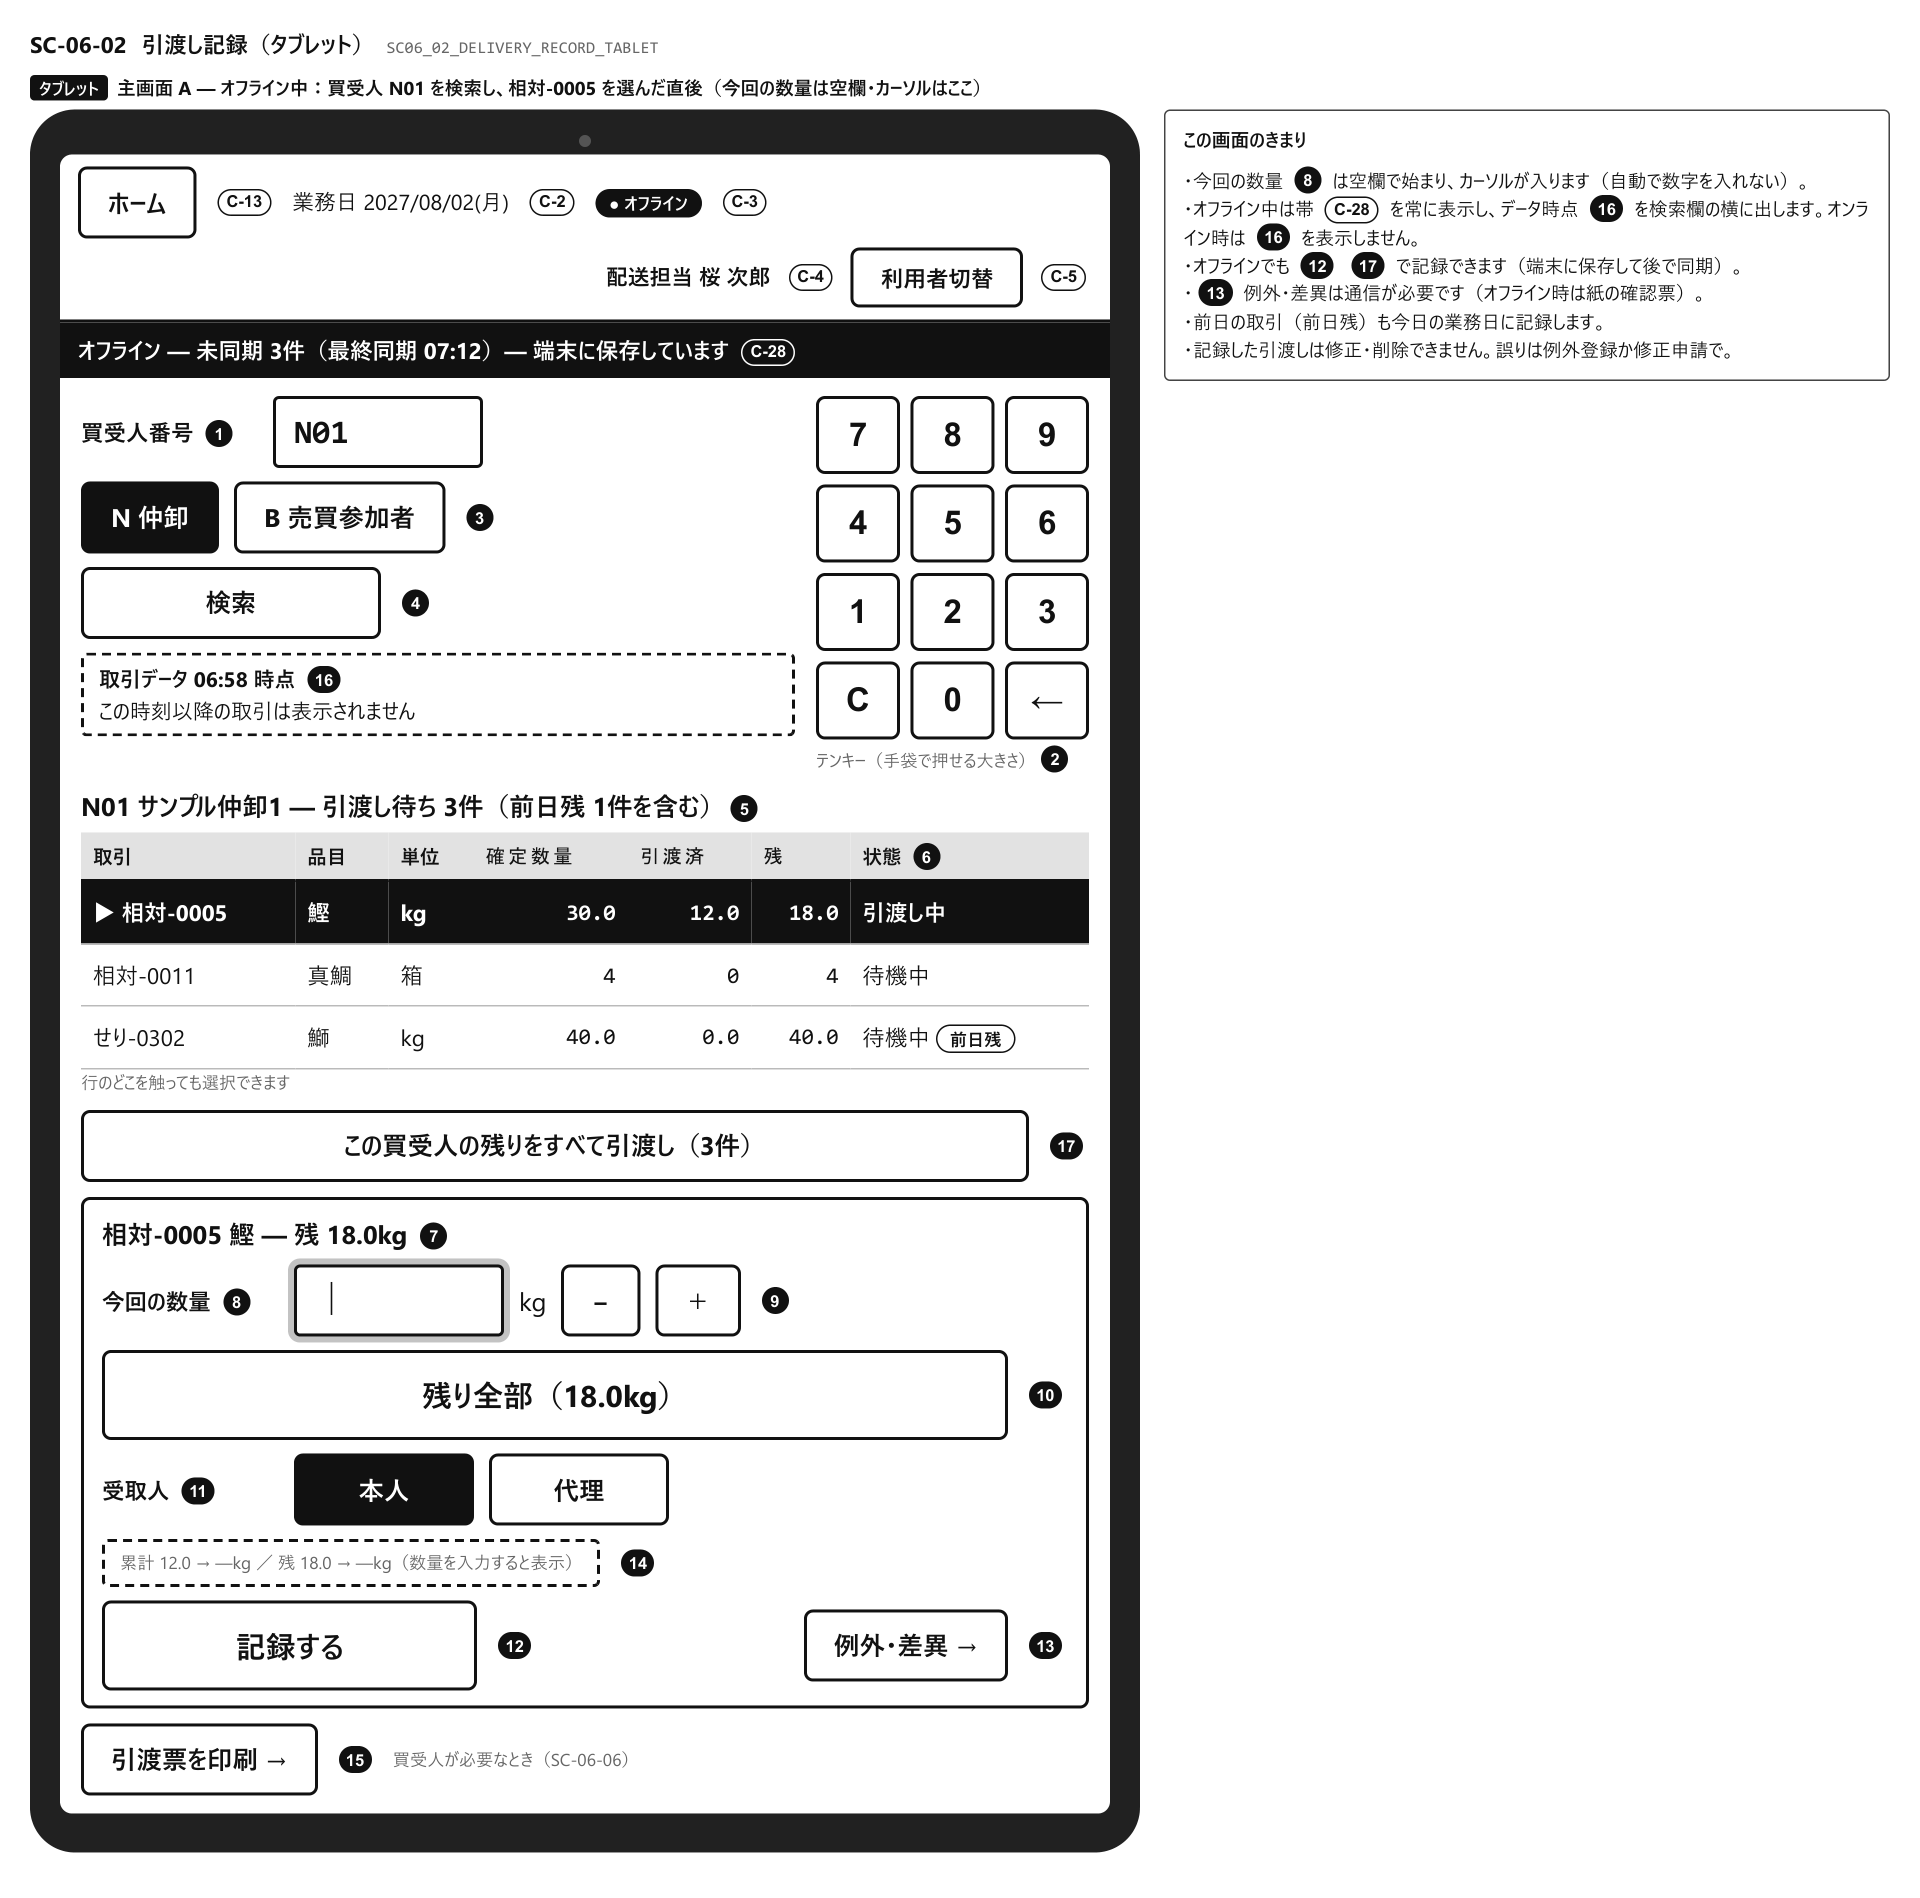 SC-06-02 引渡し記録（タブレット） SC06_02_DELIVERY_RECORD_TABLET
タブレット 主画面 A — オフライン中：買受人 N01 を検索し、相対-0005 を選んだ直後（今回の数量は空欄・カーソルはここ）
ホーム C-13 業務日 2027/08/02(月) C-2 ● オフライン C-3
配送担当 桜 次郎 C-4 利用者切替 C-5
オフライン — 未同期 3件（最終同期 07:12）— 端末に保存しています C-28
買受人番号 1 N01
N 仲卸 B 売買参加者 3
検索 4
取引データ 06:58 時点 16
この時刻以降の取引は表示されません
7 8 9
4 5 6
1 2 3
C 0 ←
テンキー（手袋で押せる大きさ） 2
N01 サンプル仲卸1 — 引渡し待ち 3件（前日残 1件を含む） 5
取引 品目 単位 確定数量 引渡済 残 状態 6
▶ 相対-0005 鰹 kg 30.0 12.0 18.0 引渡し中
相対-0011 真鯛 箱 4 0 4 待機中
せり-0302 鰤 kg 40.0 0.0 40.0 待機中 前日残
行のどこを触っても選択できます
この買受人の残りをすべて引渡し（3件） 17
相対-0005 鰹 — 残 18.0kg 7
今回の数量 8 kg − + 9
残り全部（18.0kg） 10
受取人 11 本人 代理
累計 12.0 → —kg ／ 残 18.0 → —kg（数量を入力すると表示） 14
記録する 12 例外・差異 → 13
引渡票を印刷 → 15 買受人が必要なとき（SC-06-06）
この画面のきまり
・今回の数量 8 は空欄で始まり、カーソルが入ります（自動で数字を入れない）。
・オフライン中は帯 C-28 を常に表示し、データ時点 16 を検索欄の横に出します。オンラ
イン時は 16 を表示しません。
・オフラインでも 12 17 で記録できます（端末に保存して後で同期）。
・ 13 例外・差異は通信が必要です（オフライン時は紙の確認票）。
・前日の取引（前日残）も今日の業務日に記録します。
・記録した引渡しは修正・削除できません。誤りは例外登録か修正申請で。